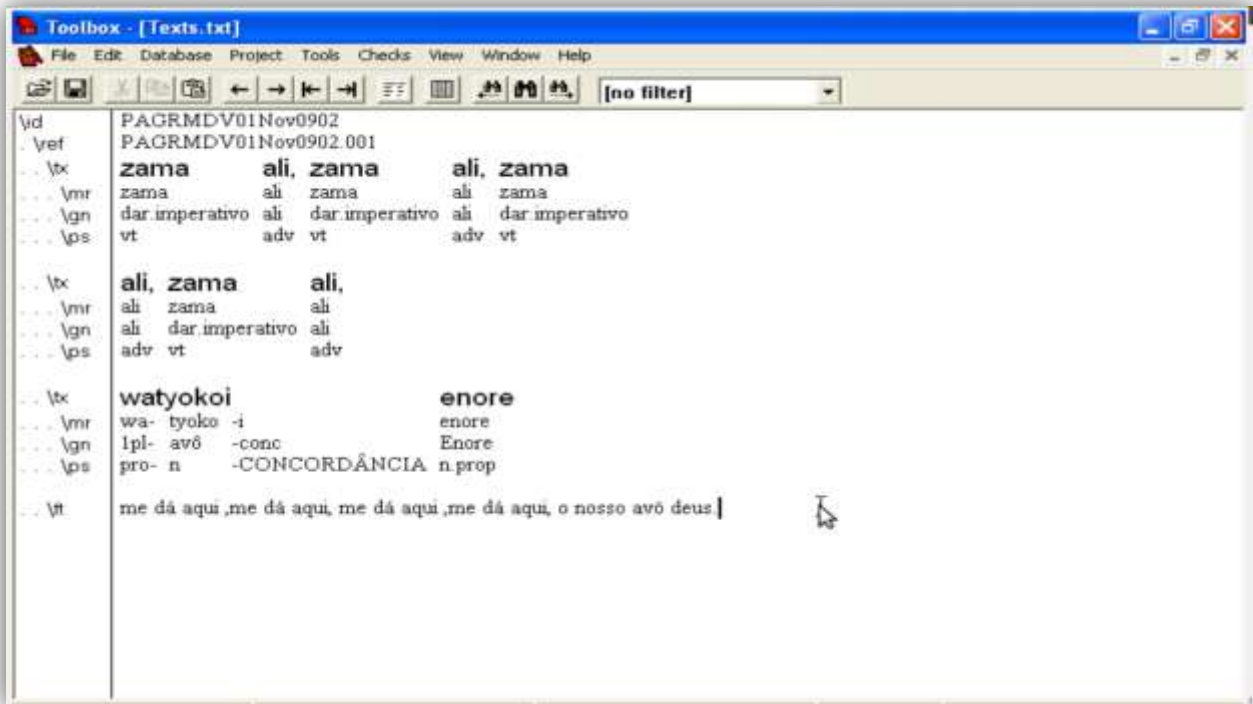 Toolbox - [Texts.txt]
File Edit Database Project Tools Checks View Window Help
[no filter]
\id PAGRMDV01Nov0902
. \ref PAGRMDV01Nov0902.001
. . \tx zama ali, zama ali, zama
. . . \mr zama ali zama ali zama
. . . \gn dar.imperativo ali dar.imperativo ali dar.imperativo
. . . \ps vt adv vt adv vt
. . \tx ali, zama ali,
. . . \mr ali zama ali
. . . \gn ali dar.imperativo ali
. . . \ps adv vt adv
. . \tx watyokoi enore
. . . \mr wa- tyoko -i enore
. . . \gn 1pl- avô -conc Enore
. . . \ps pro- n -CONCORDÂNCIA n.prop
. . \ft me dá aqui ,me dá aqui, me dá aqui ,me dá aqui, o nosso avô deus.